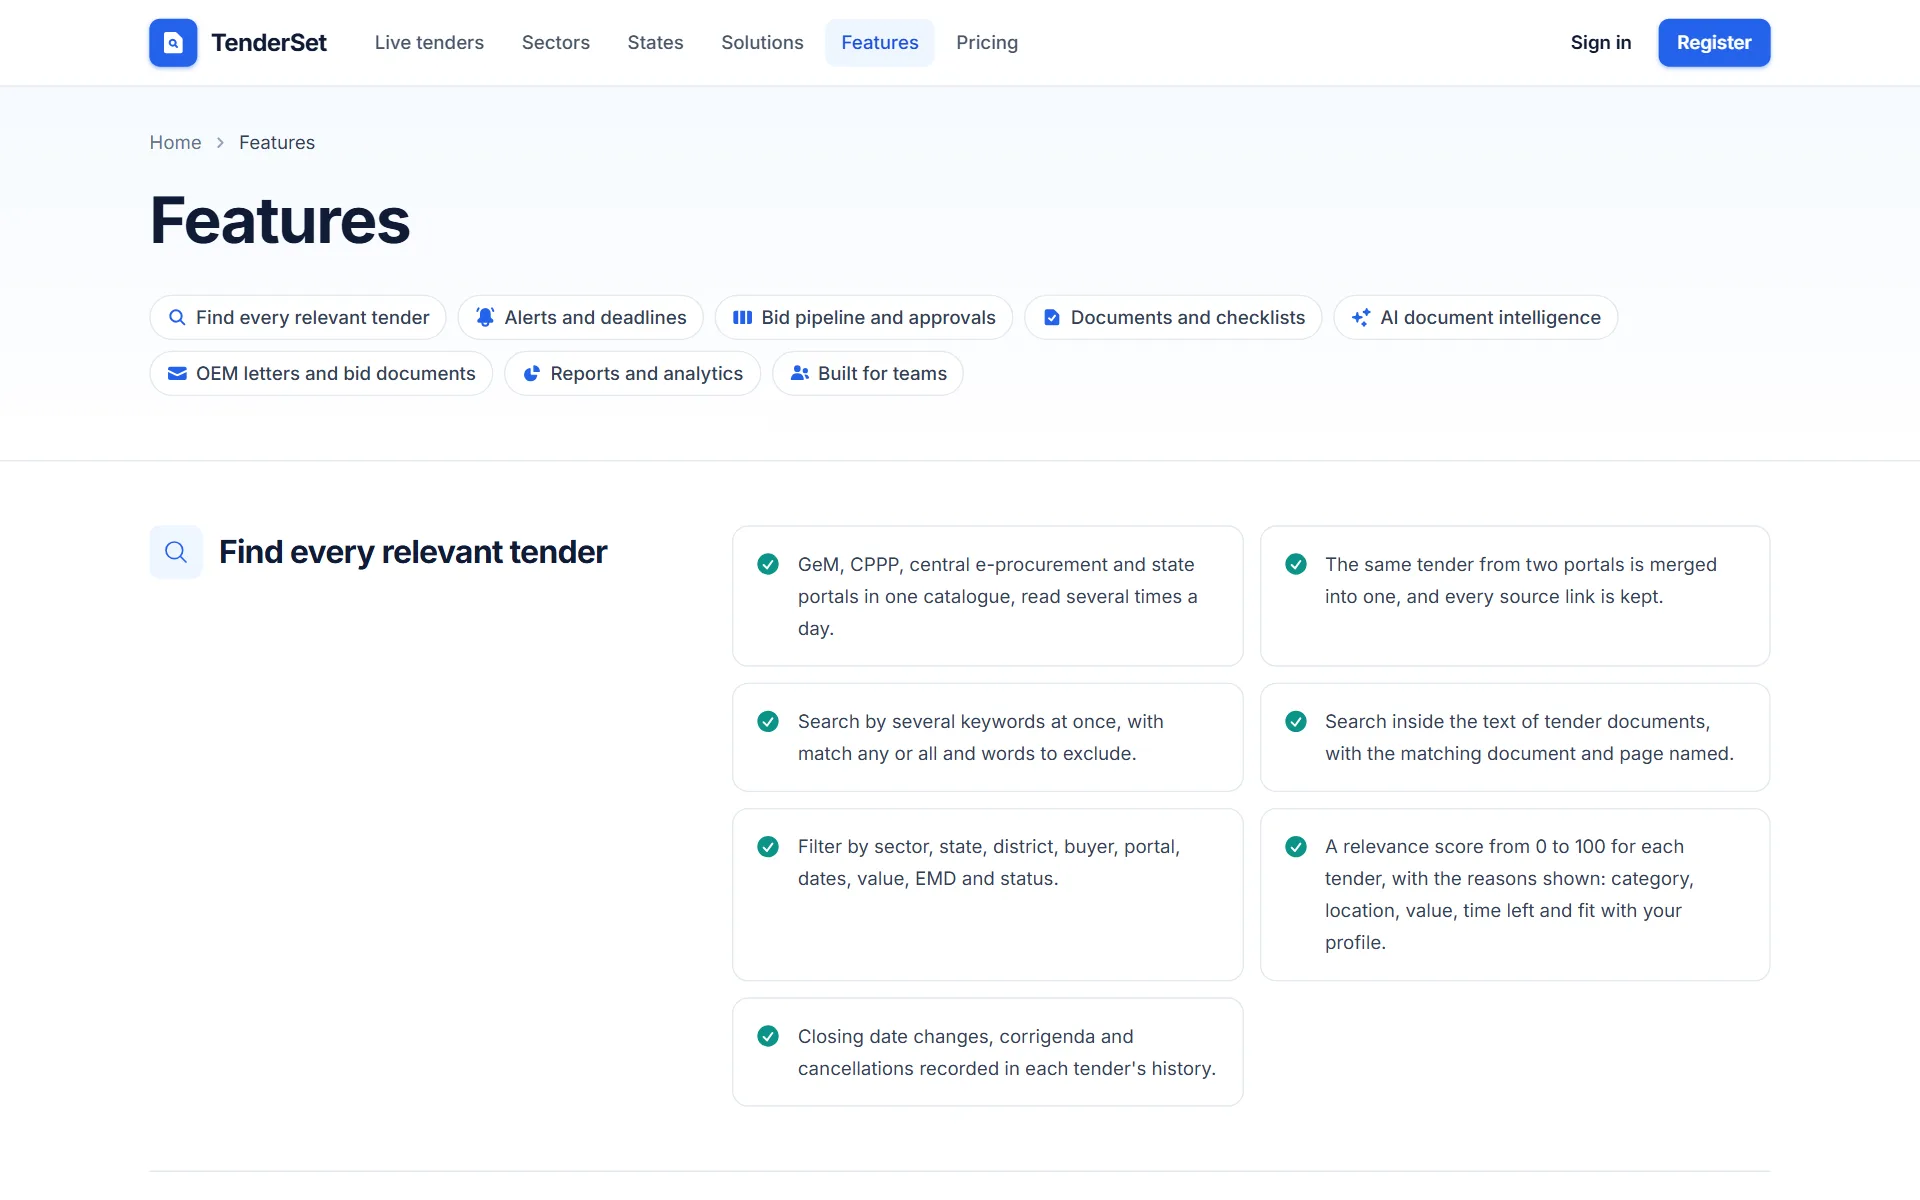 TenderSet
Live tenders
Sectors
States
Solutions
Features
Pricing
Sign in
Register
Home
Features
Features
Find every relevant tender
Alerts and deadlines
Bid pipeline and approvals
Documents and checklists
AI document intelligence
OEM letters and bid documents
Reports and analytics
Built for teams
Find every relevant tender
GeM, CPPP, central e-procurement and state
portals in one catalogue, read several times a
day.
The same tender from two portals is merged
into one, and every source link is kept.
Search by several keywords at once, with
match any or all and words to exclude.
Search inside the text of tender documents,
with the matching document and page named.
Filter by sector, state, district, buyer, portal,
dates, value, EMD and status.
A relevance score from 0 to 100 for each
tender, with the reasons shown: category,
location, value, time left and fit with your
profile.
Closing date changes, corrigenda and
cancellations recorded in each tender's history.